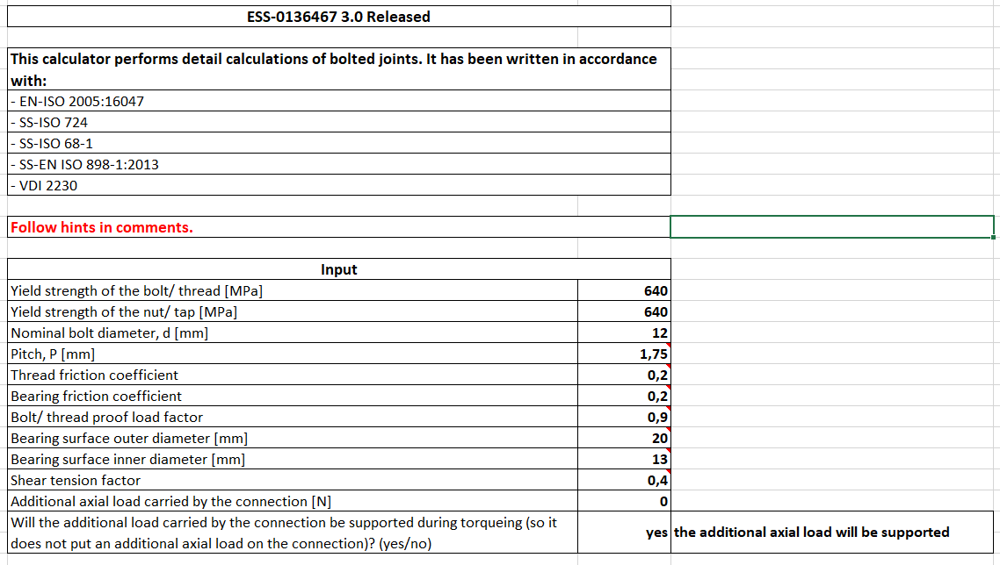 ESS-0136467 3.0 Released
This calculator performs detail calculations of bolted joints. It has been written in accordance
with:
- EN-ISO 2005:16047
- SS-ISO 724
- SS-ISO 68-1
- SS-EN ISO 898-1:2013
- VDI 2230
Follow hints in comments.
Input
Yield strength of the bolt/ thread [MPa] 640
Yield strength of the nut/ tap [MPa] 640
Nominal bolt diameter, d [mm] 12
Pitch, P [mm] 1,75
Thread friction coefficient 0,2
Bearing friction coefficient 0,2
Bolt/ thread proof load factor 0,9
Bearing surface outer diameter [mm] 20
Bearing surface inner diameter [mm] 13
Shear tension factor 0,4
Additional axial load carried by the connection [N] 0
Will the additional load carried by the connection be supported during torqueing (so it
does not put an additional axial load on the connection)? (yes/no)
yes the additional axial load will be supported